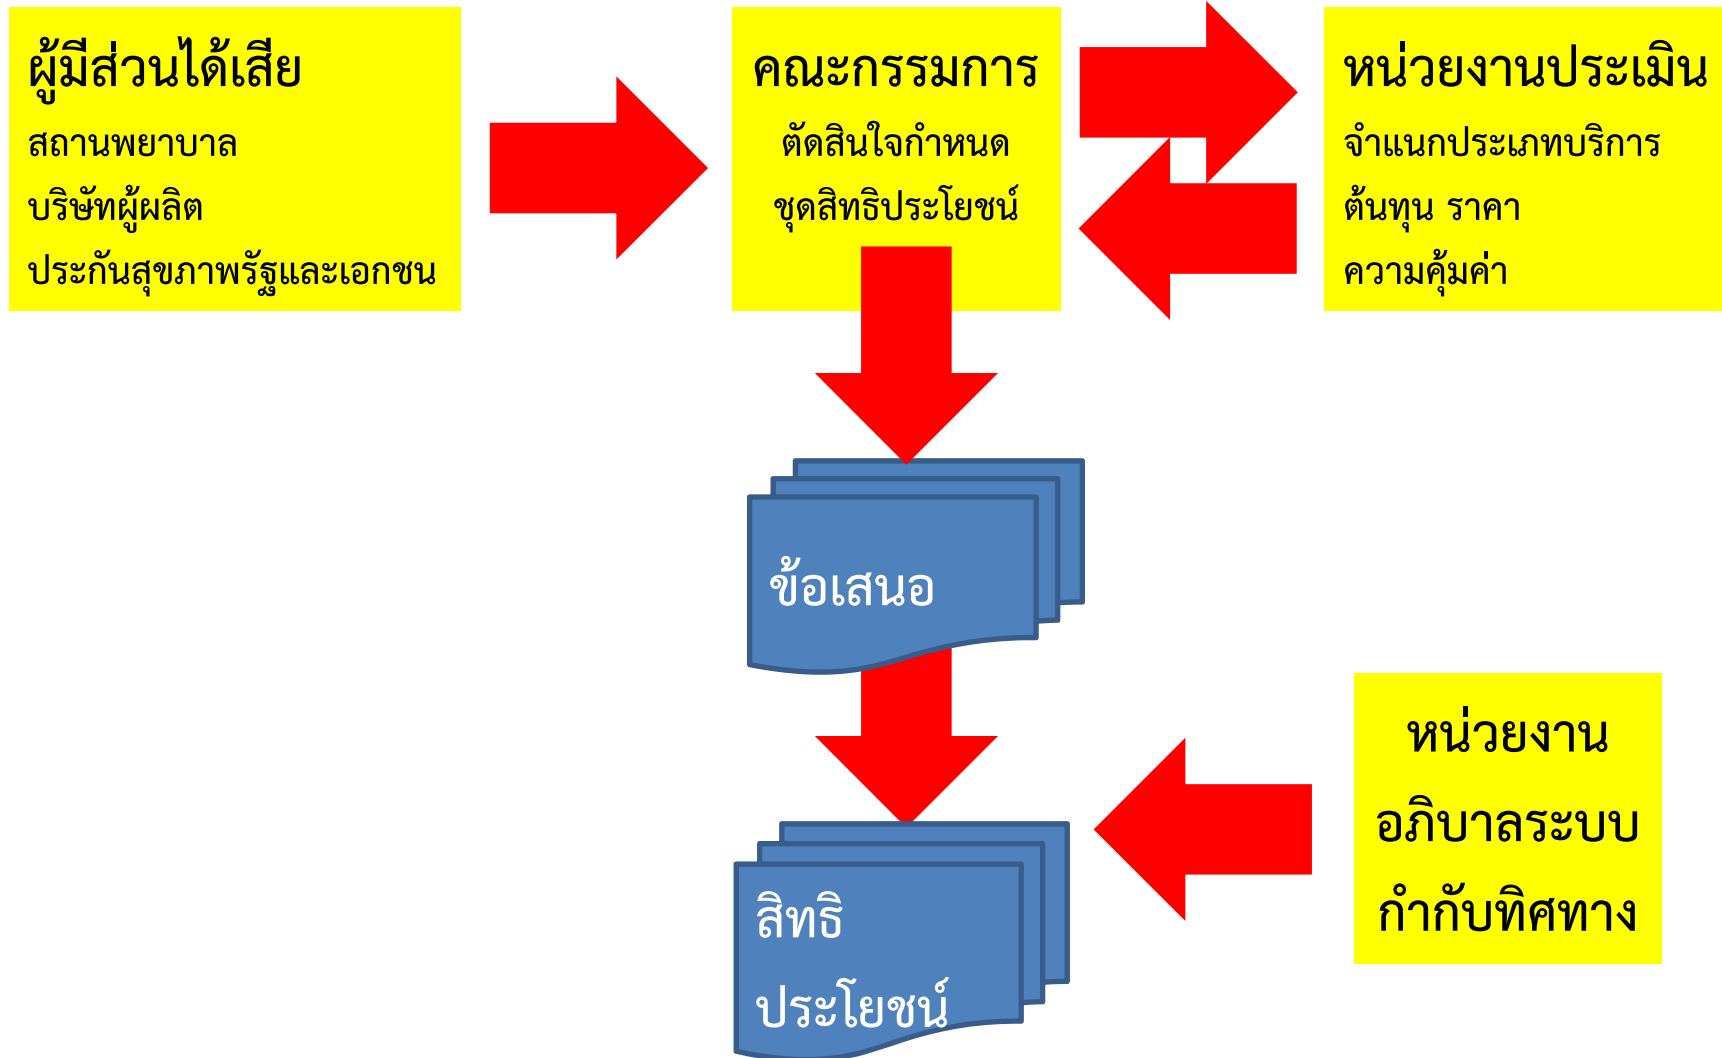 ผู้มีส่วนได้เสีย
สถานพยาบาล
บริษัทผู้ผลิต
ประกันสุขภาพรัฐและเอกชน
คณะกรรมการ
ตัดสินใจกำหนด
ชุดสิทธิประโยชน์
หน่วยงานประเมิน
จำแนกประเภทบริการ
ต้นทุน ราคา
ความคุ้มค่า
ข้อเสนอ
หน่วยงาน
อภิบาลระบบ
กำกับทิศทาง
สิทธิ
ประโยชน์